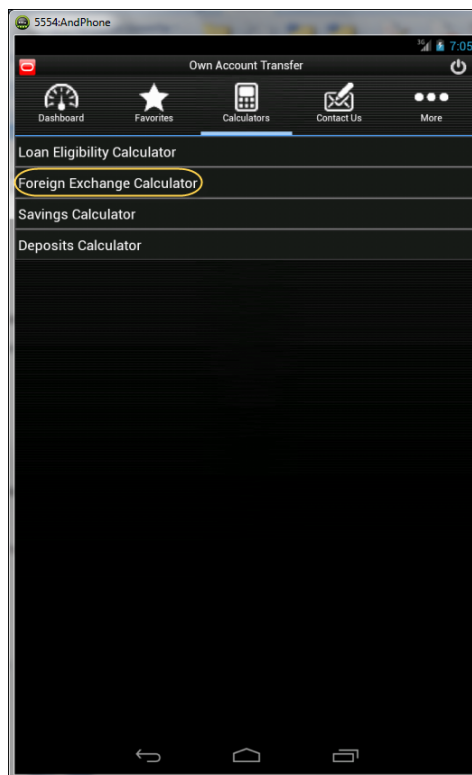 5554:AndPhone
3G 7:05
Own Account Transfer
Dashboard Favorites Calculators Contact Us More
Loan Eligibility Calculator
Foreign Exchange Calculator
Savings Calculator
Deposits Calculator